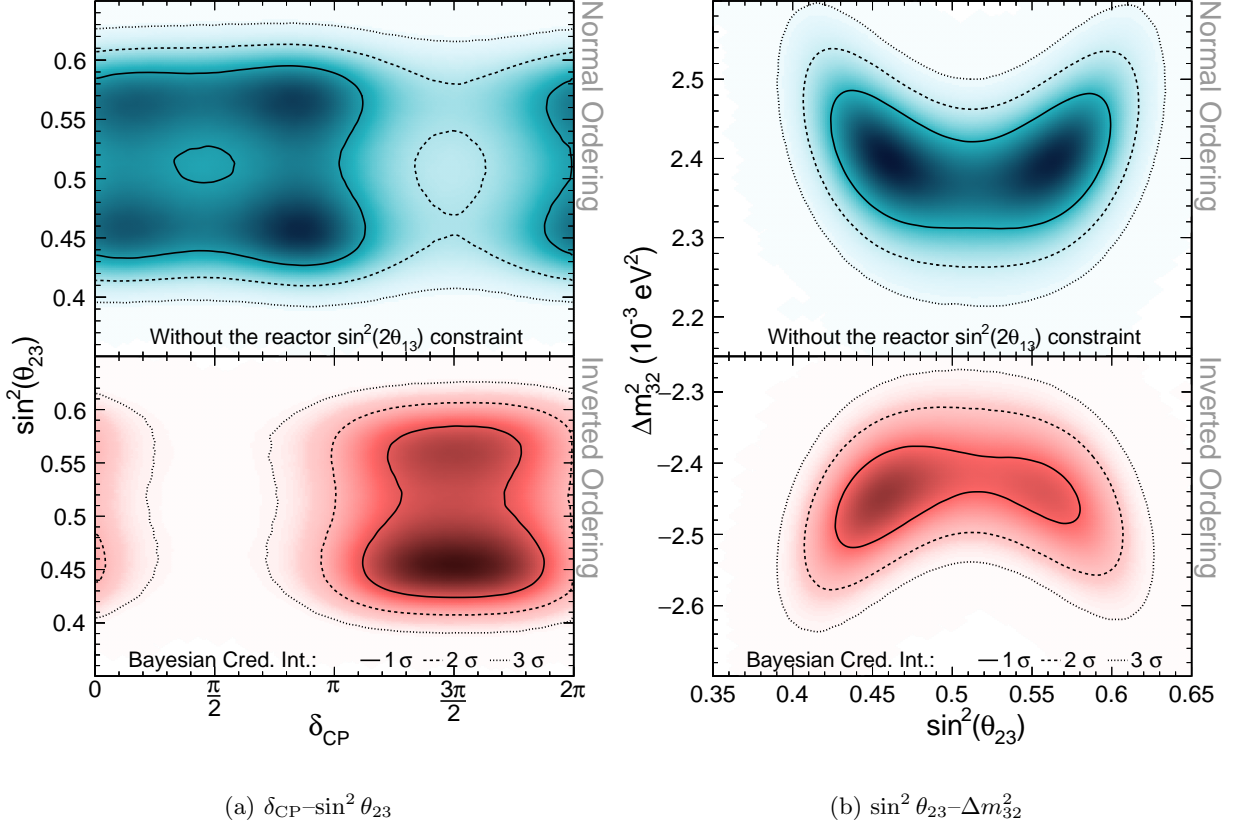 0.6
0.55
0.5
0.45
0.4
Without the reactor sin²(2θ₁₃) constraint
Normal Ordering
sin²(θ₂₃)
0.6
0.55
0.5
0.45
0.4
Bayesian Cred. Int.: 1 σ 2 σ 3 σ
Inverted Ordering
0 π/2 π 3π/2 2π
δ_CP
(a) δ_CP–sin² θ₂₃
2.5
2.4
2.3
2.2
Without the reactor sin²(2θ₁₃) constraint
Normal Ordering
Δm²₃₂ (10⁻³ eV²)
−2.3
−2.4
−2.5
−2.6
Bayesian Cred. Int.: 1 σ 2 σ 3 σ
Inverted Ordering
0.35 0.4 0.45 0.5 0.55 0.6 0.65
sin²(θ₂₃)
(b) sin² θ₂₃–Δm²₃₂